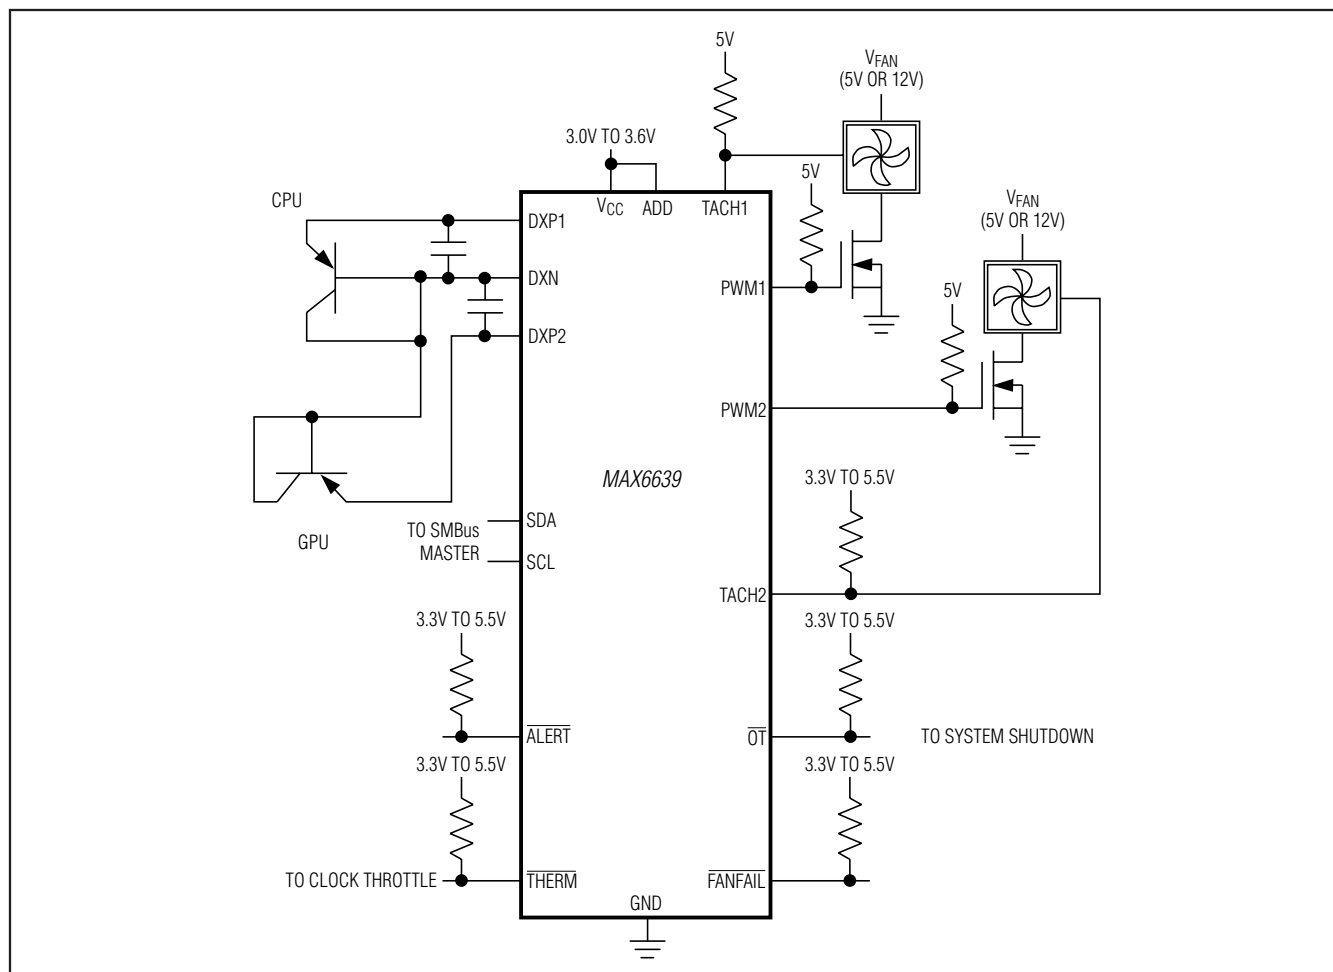 5V
VFAN
(5V OR 12V)
3.0V TO 3.6V
5V
CPU
VCC
ADD
TACH1
VFAN
(5V OR 12V)
DXP1
DXN
PWM1
5V
DXP2
PWM2
MAX6639
3.3V TO 5.5V
SDA
TO SMBus
MASTER
GPU
SCL
TACH2
3.3V TO 5.5V
3.3V TO 5.5V
ALERT
OT
TO SYSTEM SHUTDOWN
3.3V TO 5.5V
3.3V TO 5.5V
TO CLOCK THROTTLE
THERM
FANFAIL
GND